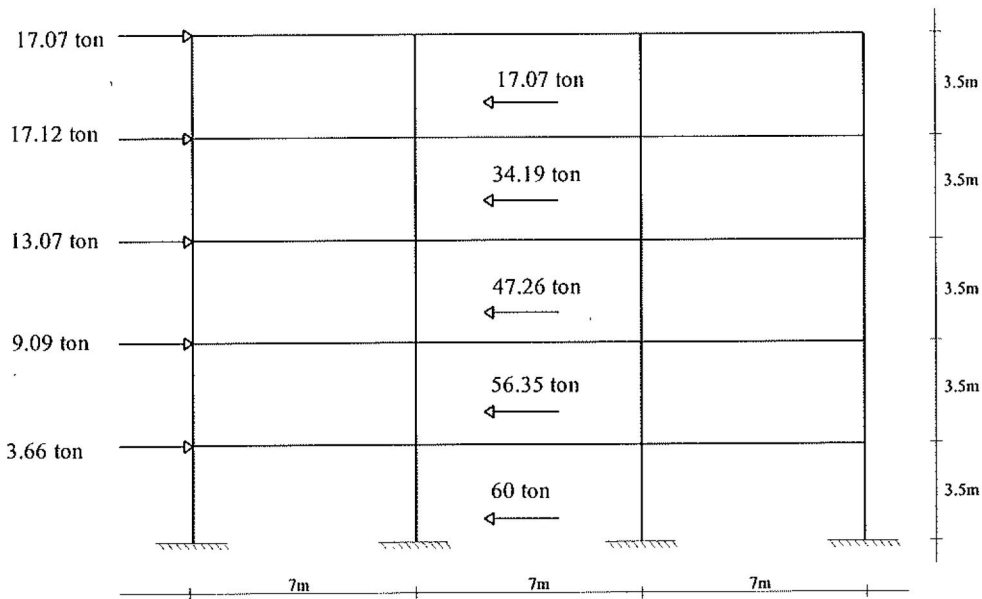 17.07 ton
17.07 ton
3.5m
17.12 ton
34.19 ton
3.5m
13.07 ton
47.26 ton
3.5m
9.09 ton
56.35 ton
3.5m
3.66 ton
60 ton
3.5m
7m
7m
7m